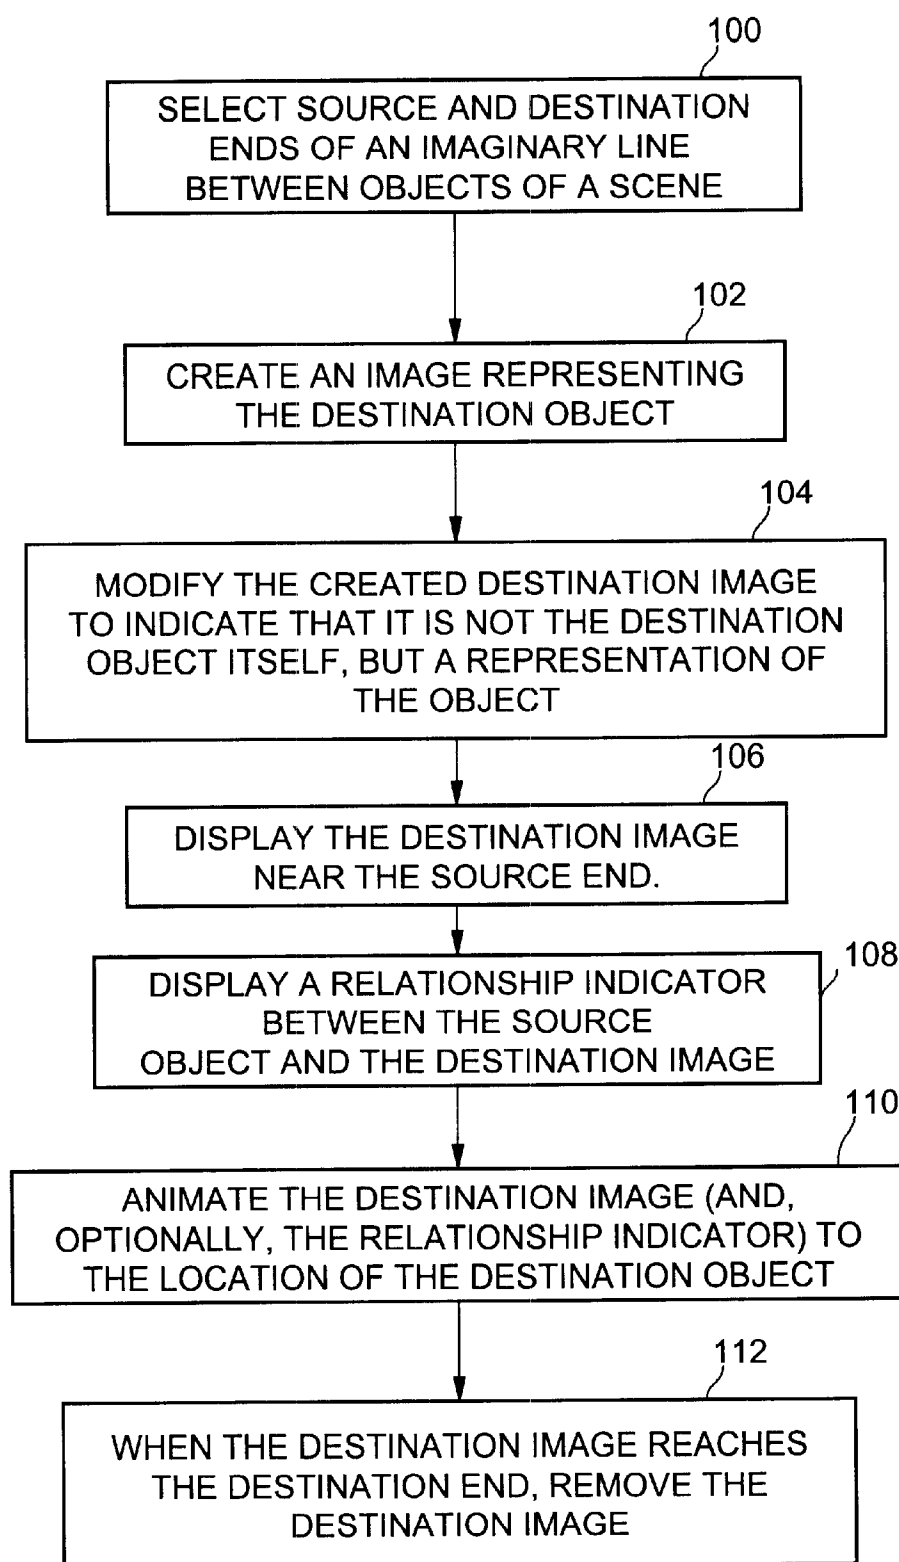 100
SELECT SOURCE AND DESTINATION
ENDS OF AN IMAGINARY LINE
BETWEEN OBJECTS OF A SCENE
102
CREATE AN IMAGE REPRESENTING
THE DESTINATION OBJECT
104
MODIFY THE CREATED DESTINATION IMAGE
TO INDICATE THAT IT IS NOT THE DESTINATION
OBJECT ITSELF, BUT A REPRESENTATION OF
THE OBJECT
106
DISPLAY THE DESTINATION IMAGE
NEAR THE SOURCE END.
108
DISPLAY A RELATIONSHIP INDICATOR
BETWEEN THE SOURCE
OBJECT AND THE DESTINATION IMAGE
110
ANIMATE THE DESTINATION IMAGE (AND,
OPTIONALLY, THE RELATIONSHIP INDICATOR) TO
THE LOCATION OF THE DESTINATION OBJECT
112
WHEN THE DESTINATION IMAGE REACHES
THE DESTINATION END, REMOVE THE
DESTINATION IMAGE